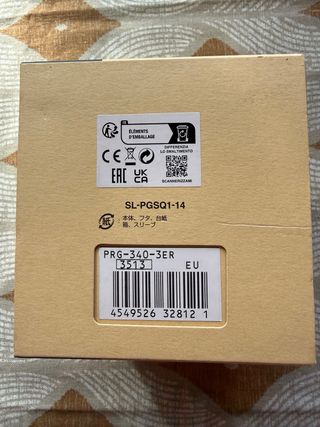 FR
ÉLÉMENTS
D'EMBALLAGE
DIFFERENZIA
LO SMALTIMENTO
CE
EAC
UK
CA
SCANNERIZZAMI
SL-PGSQ1-14
紙
:本体、フタ、台紙
箱、スリーブ
PRG-340-3ER
3513 EU
4549526 32812 1